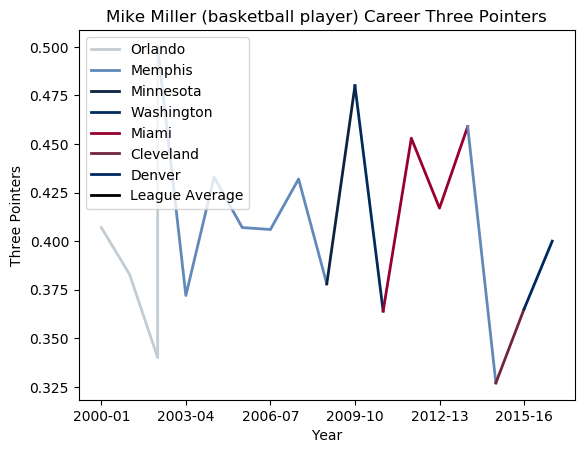 Mike Miller (basketball player) Career Three Pointers
0.500
0.475
0.450
0.425
0.400
0.375
0.350
0.325
Three Pointers
Orlando
Memphis
Minnesota
Washington
Miami
Cleveland
Denver
League Average
2000-01 2003-04 2006-07 2009-10 2012-13 2015-16
Year